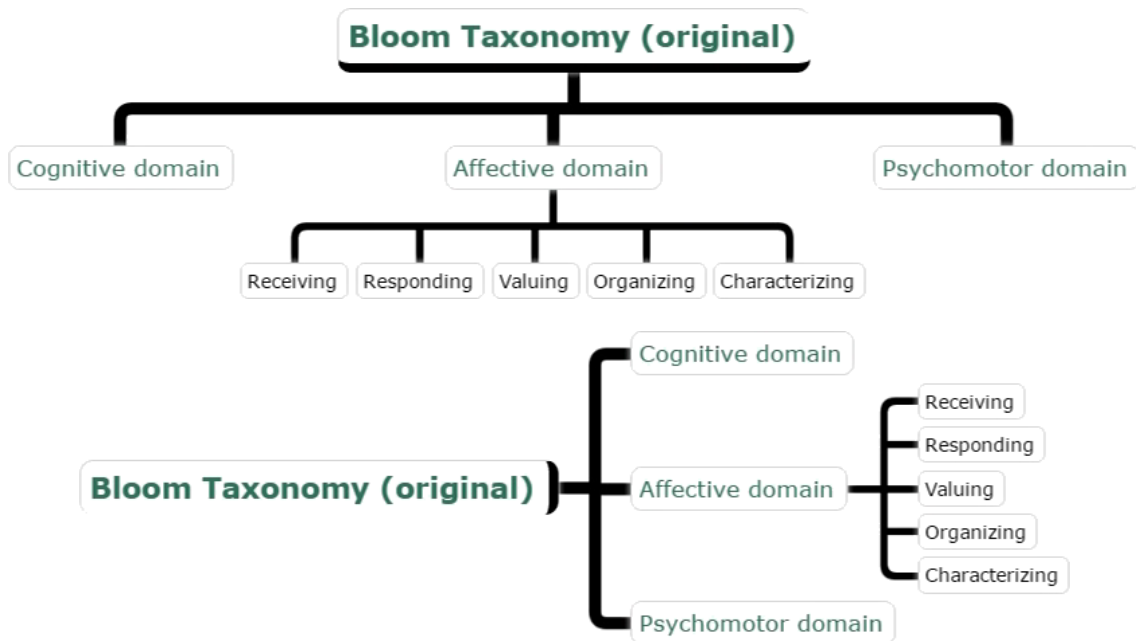 Bloom Taxonomy (original)
Cognitive domain
Affective domain
Psychomotor domain
Receiving
Responding
Valuing
Organizing
Characterizing
Bloom Taxonomy (original)
Cognitive domain
Affective domain
Receiving
Responding
Valuing
Organizing
Characterizing
Psychomotor domain